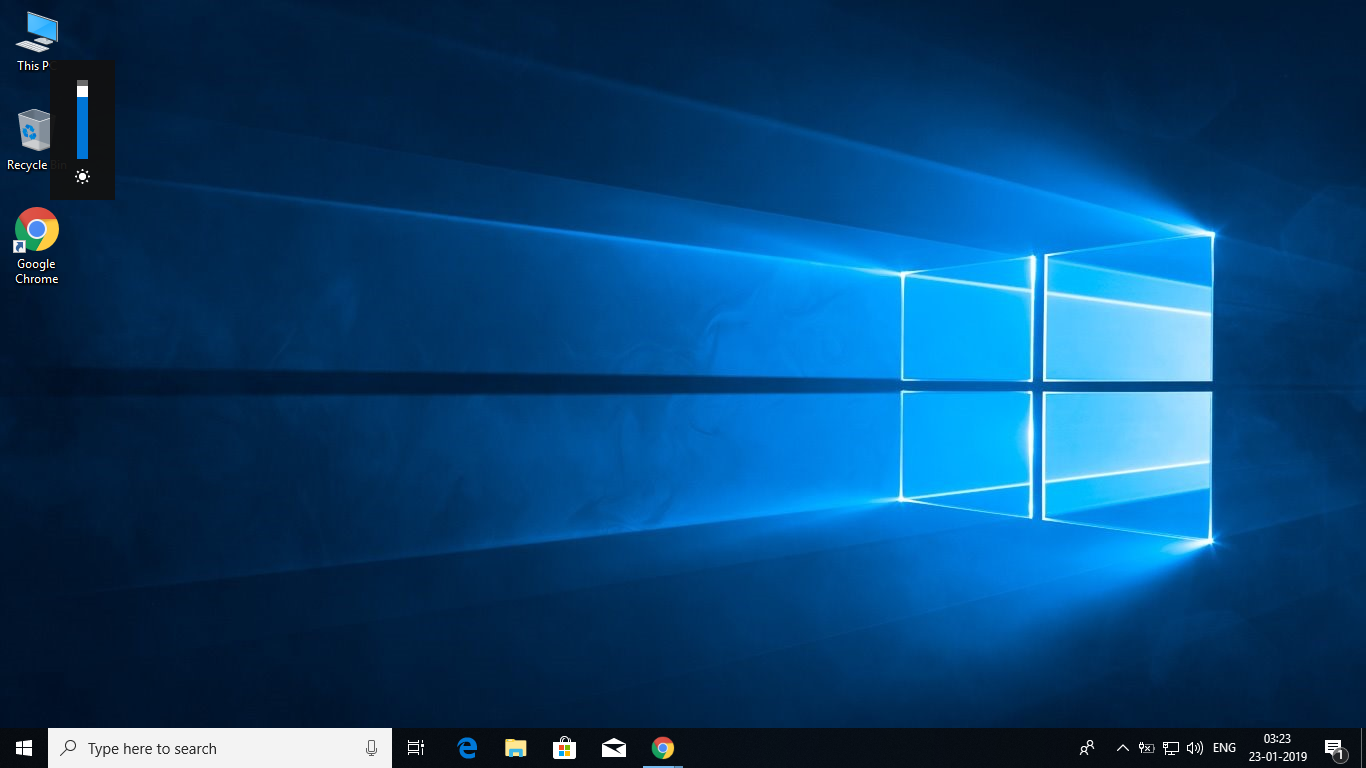 This P
Recycle Bin
Google
Chrome
Type here to search
ENG
03:23
23-01-2019
1